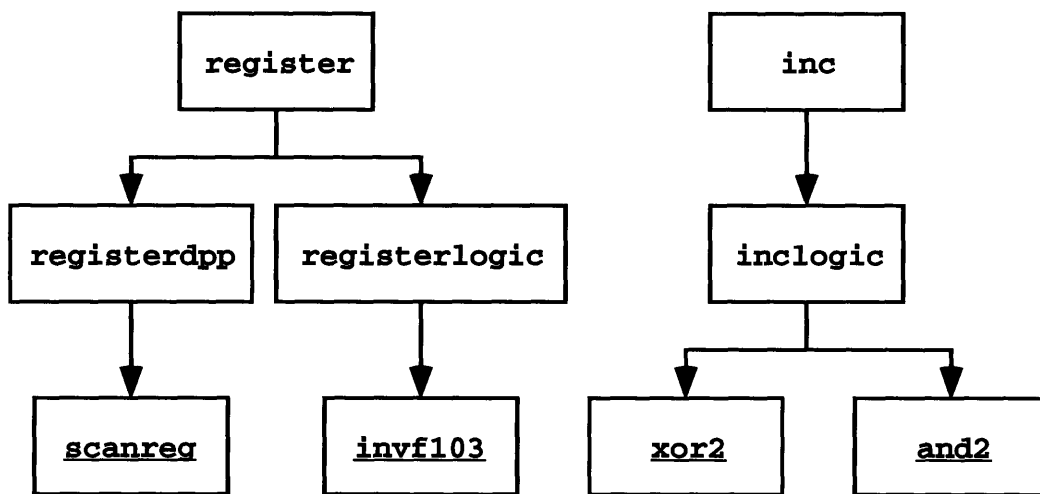 register inc
registerdpp registerlogic inclogic
scanreg invf103 xor2 and2